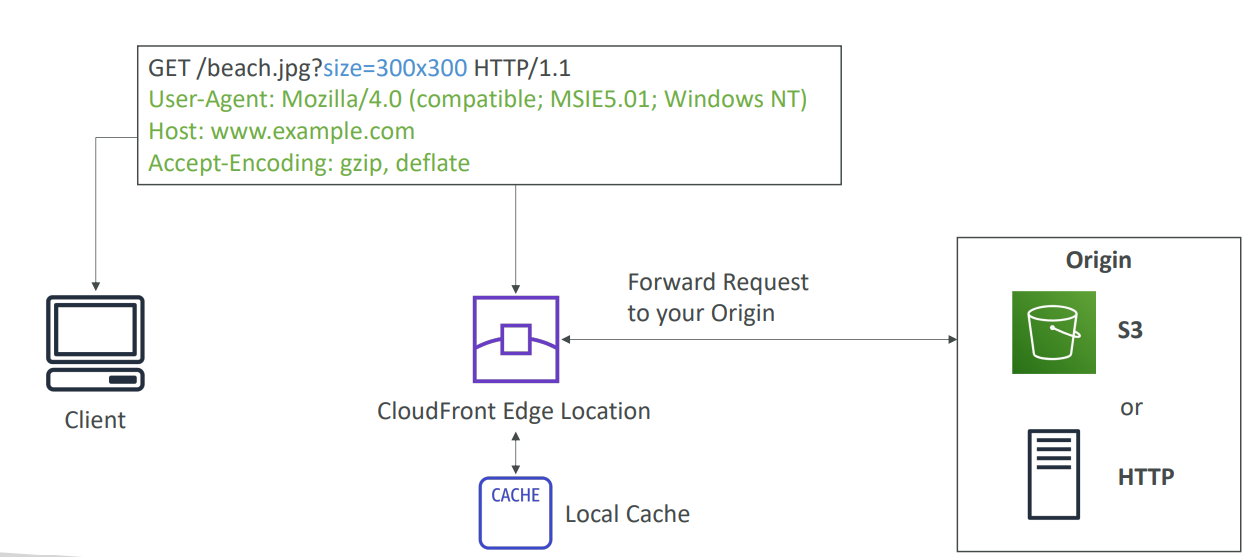 GET /beach.jpg?size=300x300 HTTP/1.1
User-Agent: Mozilla/4.0 (compatible; MSIE5.01; Windows NT)
Host: www.example.com
Accept-Encoding: gzip, deflate
Origin
Forward Request
to your Origin
S3
Client
CloudFront Edge Location
or
HTTP
CACHE
Local Cache